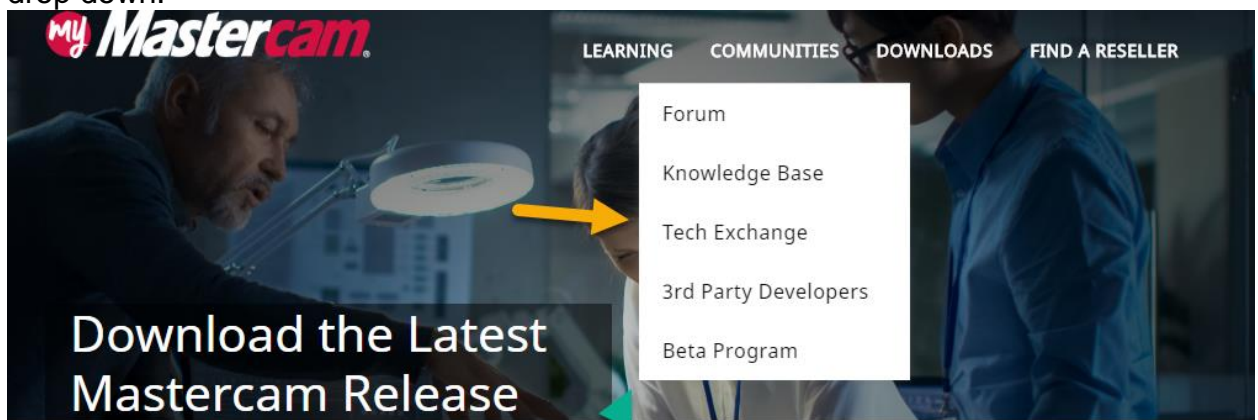 drop down.
my Mastercam.
LEARNING COMMUNITIES DOWNLOADS FIND A RESELLER
Forum
Knowledge Base
Tech Exchange
3rd Party Developers
Beta Program
Download the Latest
Mastercam Release